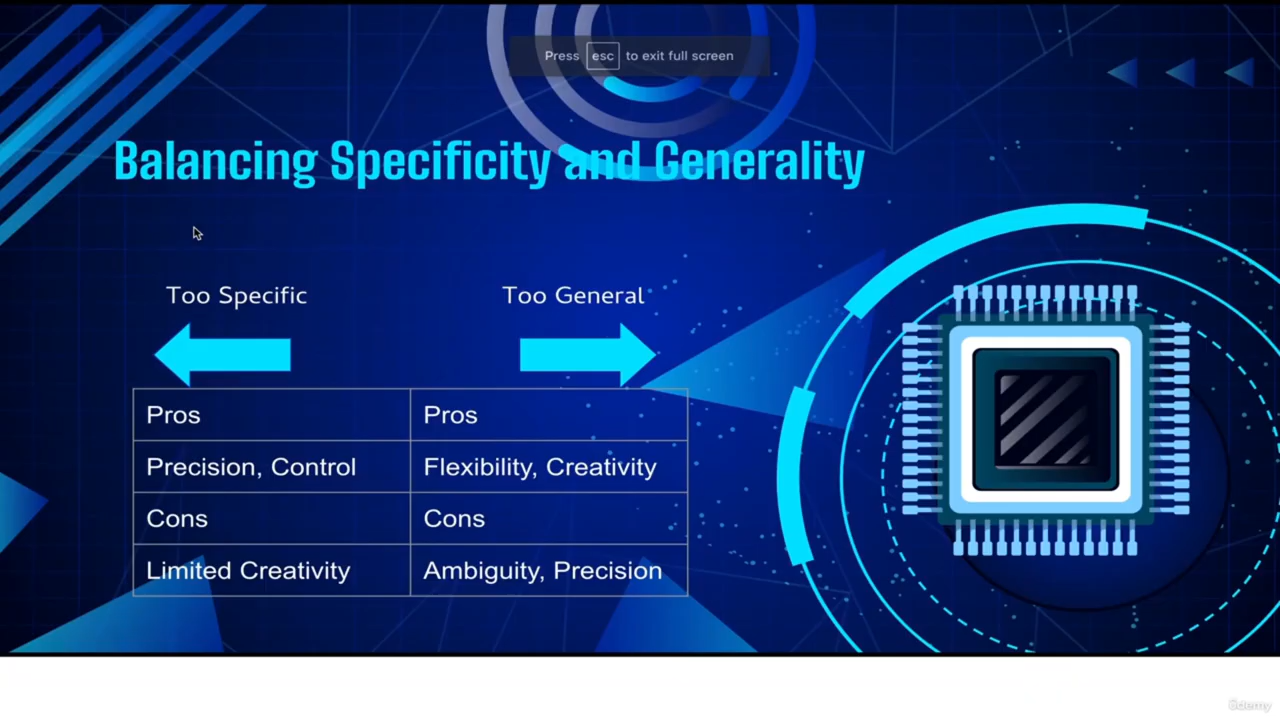 Press esc to exit full screen
Balancing Specificity and Generality
Too Specific
Too General
Pros
Pros
Precision, Control
Flexibility, Creativity
Cons
Cons
Limited Creativity
Ambiguity, Precision
ûdemy